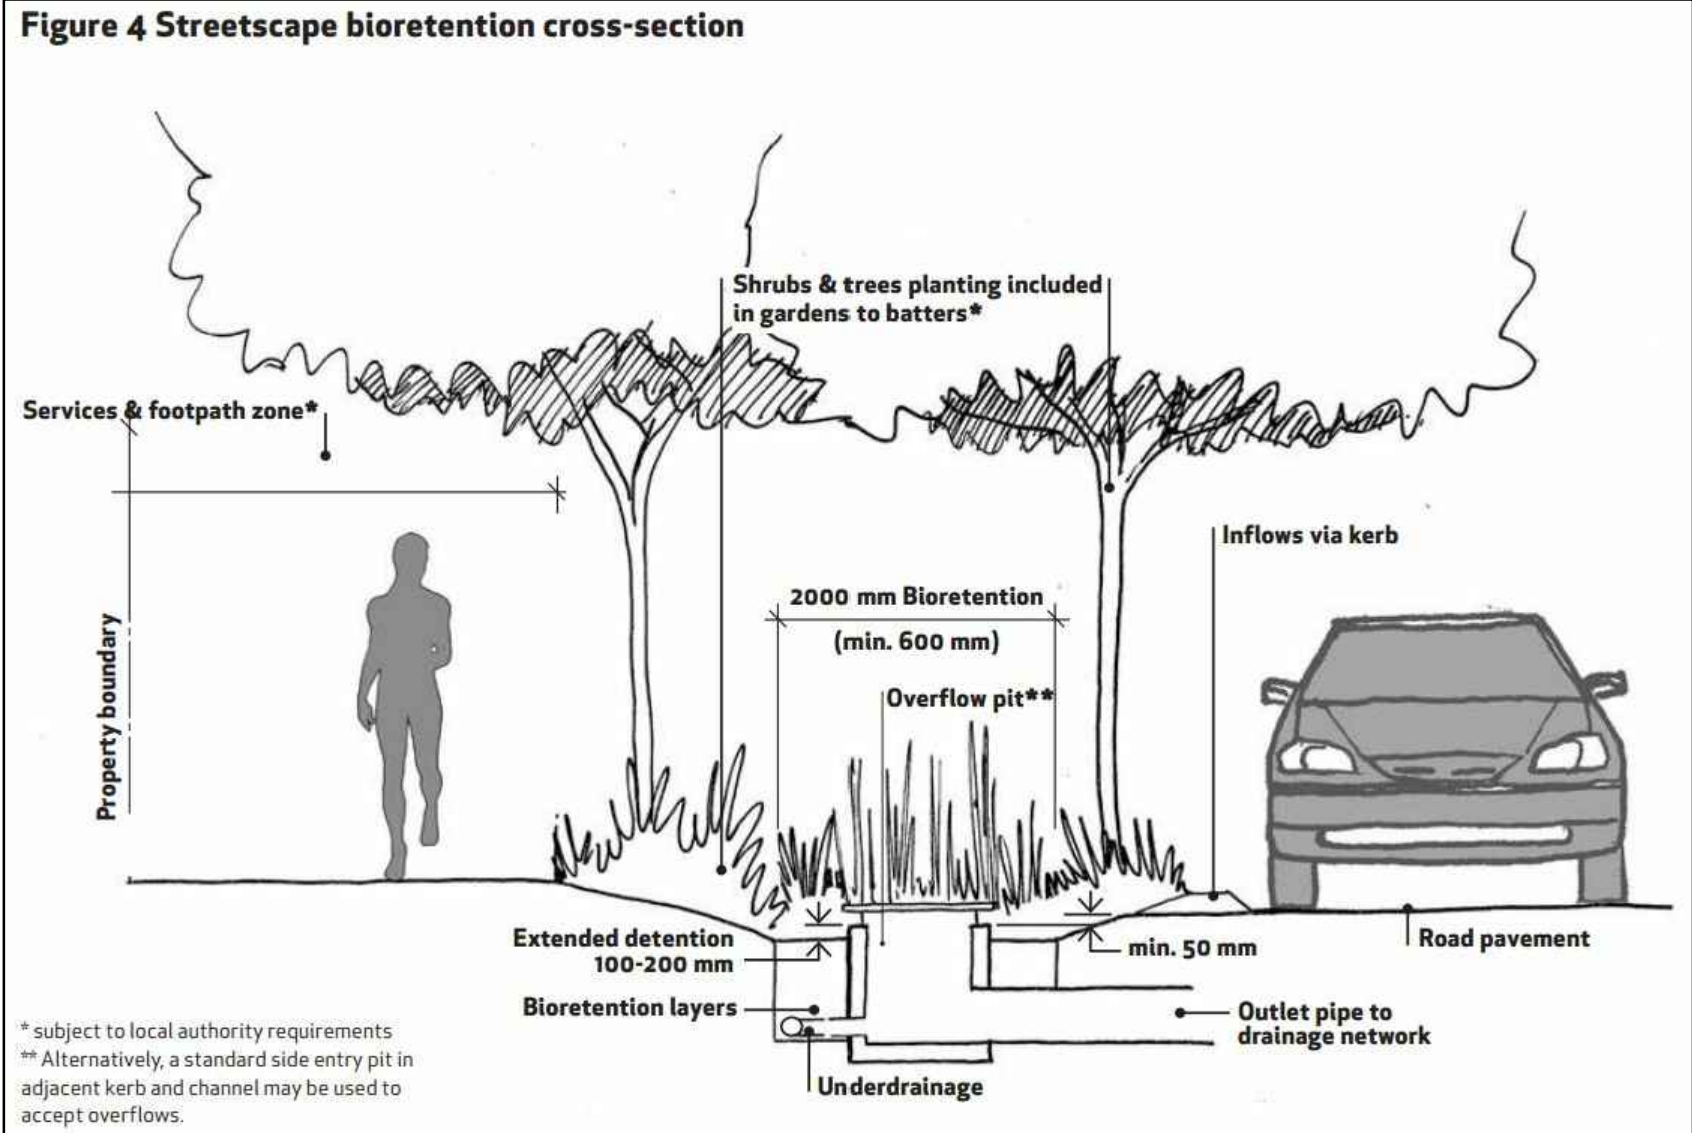 Figure 4 Streetscape bioretention cross-section
Shrubs & trees planting included
in gardens to batters*
Services & footpath zone*
Inflows via kerb
2000 mm Bioretention
(min. 600 mm)
Property boundary
Overflow pit**
Extended detention
100-200 mm
min. 50 mm
Road pavement
Bioretention layers
Outlet pipe to
drainage network
Underdrainage
* subject to local authority requirements
** Alternatively, a standard side entry pit in
adjacent kerb and channel may be used to
accept overflows.